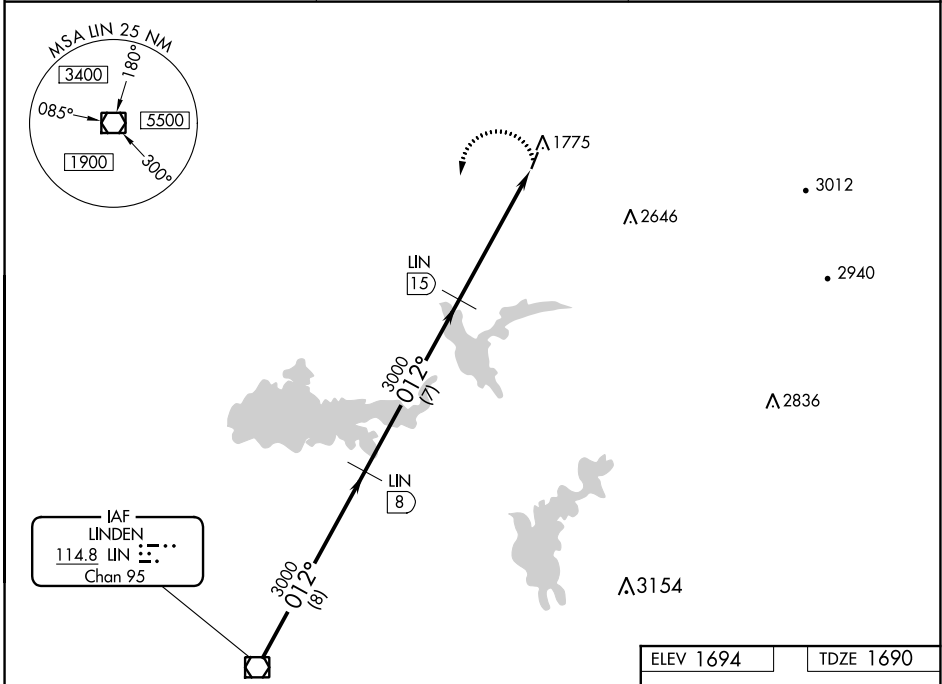 MSA LIN 25 NM
3400
180°
085°
5500
1900
300°
1775
3012
2646
LIN
15
2940
3000
012°
(7)
2836
LIN
8
IAF
LINDEN
114.8 LIN
Chan 95
3000
012°
(8)
3154
ELEV 1694
TDZE 1690